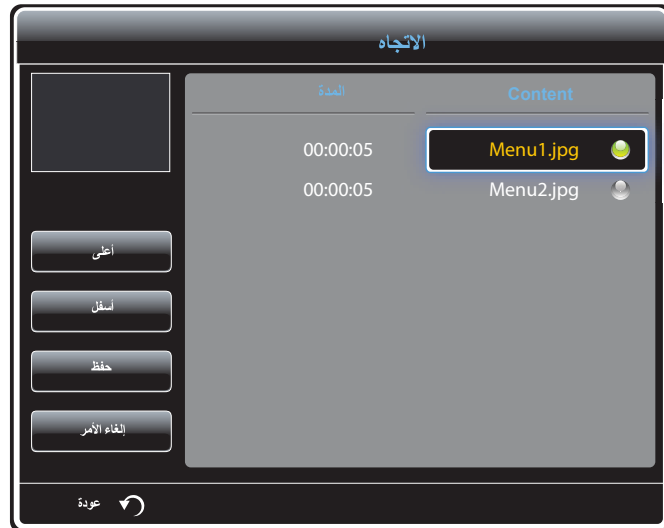 الاتجاه
Content
المدة
Menu1.jpg
00:00:05
Menu2.jpg
00:00:05
أعلى
أسفل
حفظ
إلغاء الأمر
عودة